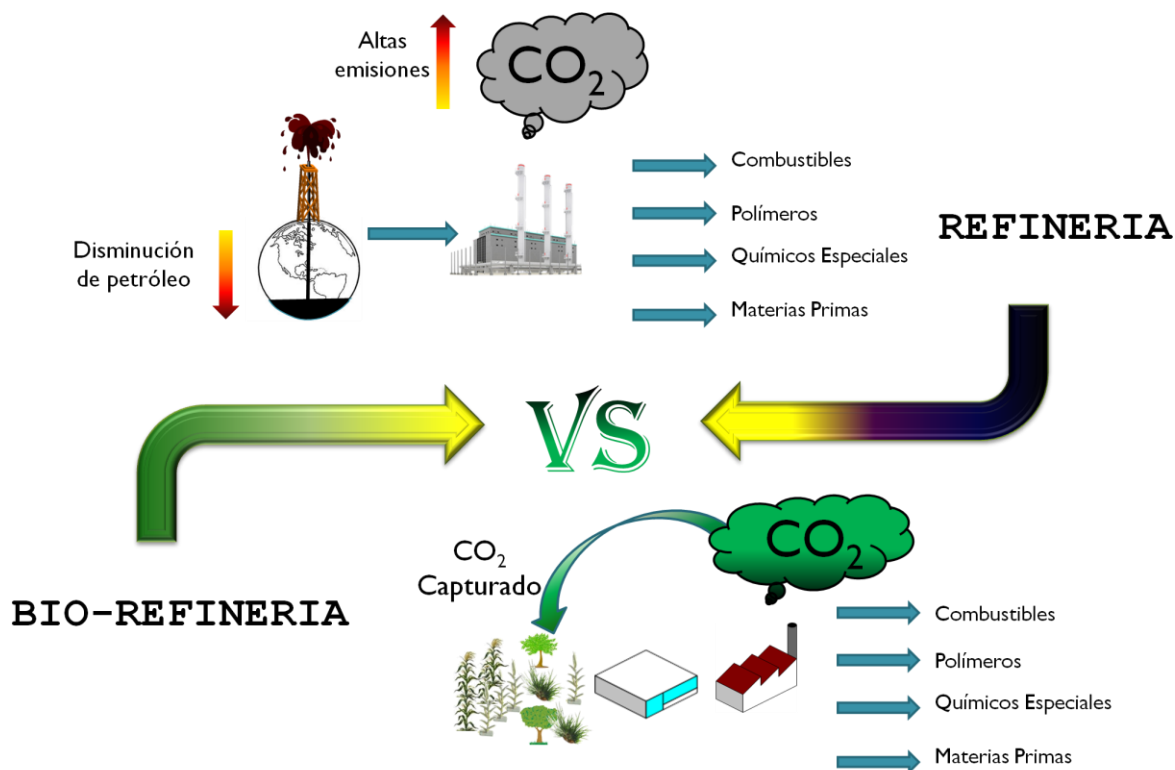 Altas
emisiones
CO₂
Combustibles
Polímeros
Químicos Especiales
Materias Primas
REFINERIA
Disminución
de petróleo
VS
CO₂
Capturado
CO₂
BIO-REFINERIA
Combustibles
Polímeros
Químicos Especiales
Materias Primas